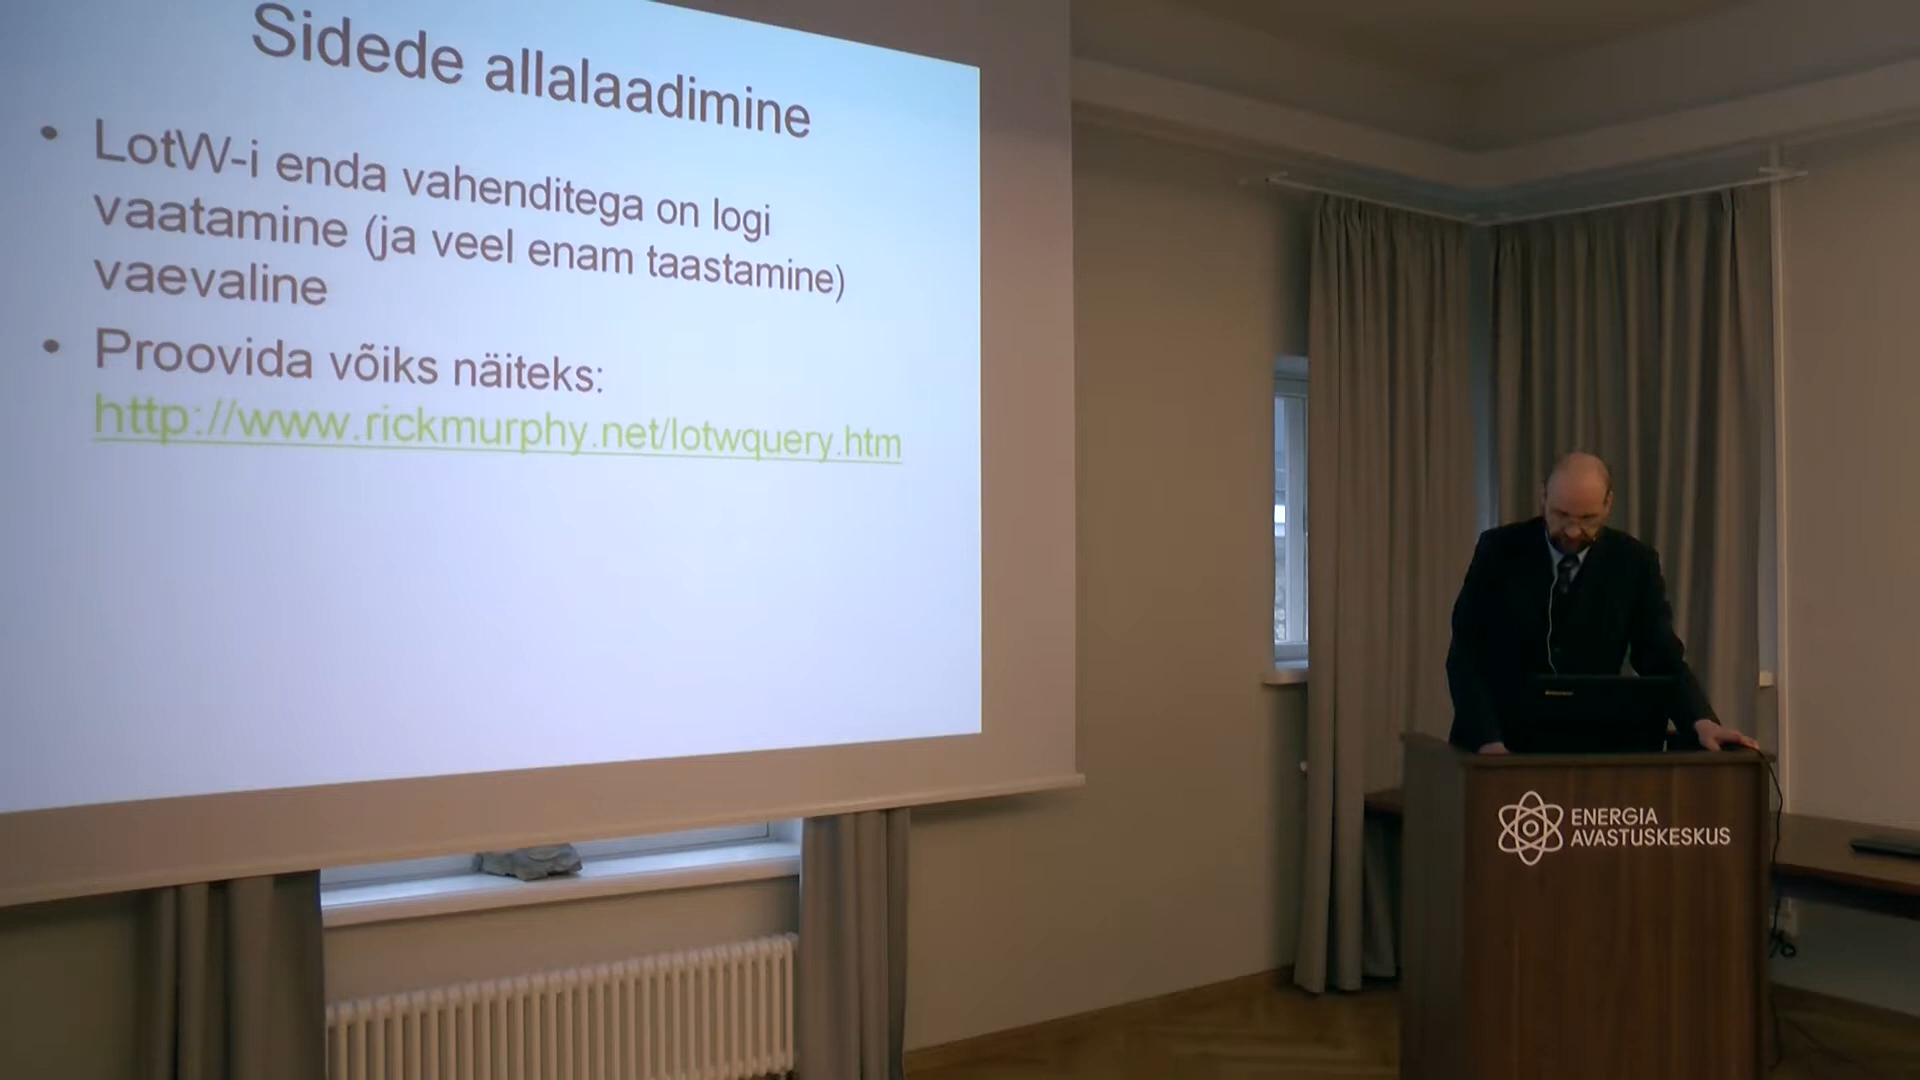 Sidede allalaadimine
• LotW-i enda vahenditega on logi
vaatamine (ja veel enam taastamine)
vaevaline
• Proovida võiks näiteks:
http://www.rickmurphy.net/lotwquery.htm
ENERGIA
AVASTUSKESKUS